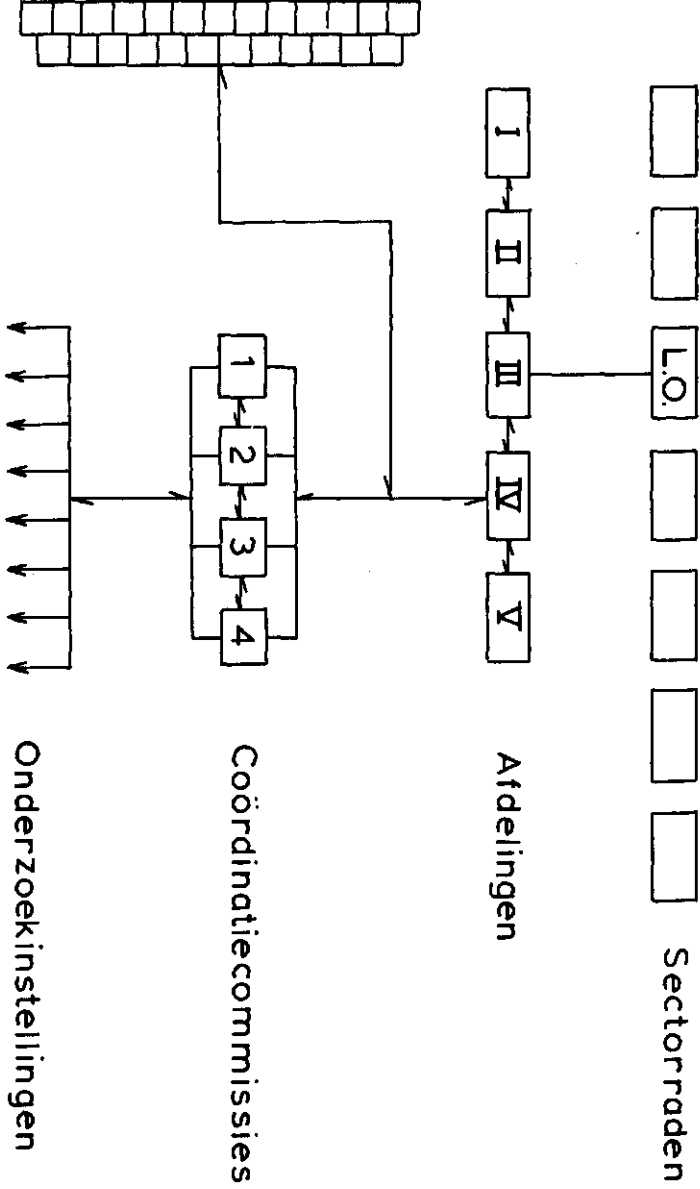 L.O.
Sectorraden
I
II
III
IV
V
Afdelingen
1
2
3
4
Coördinatiecommissies
Onderzoekinstellingen